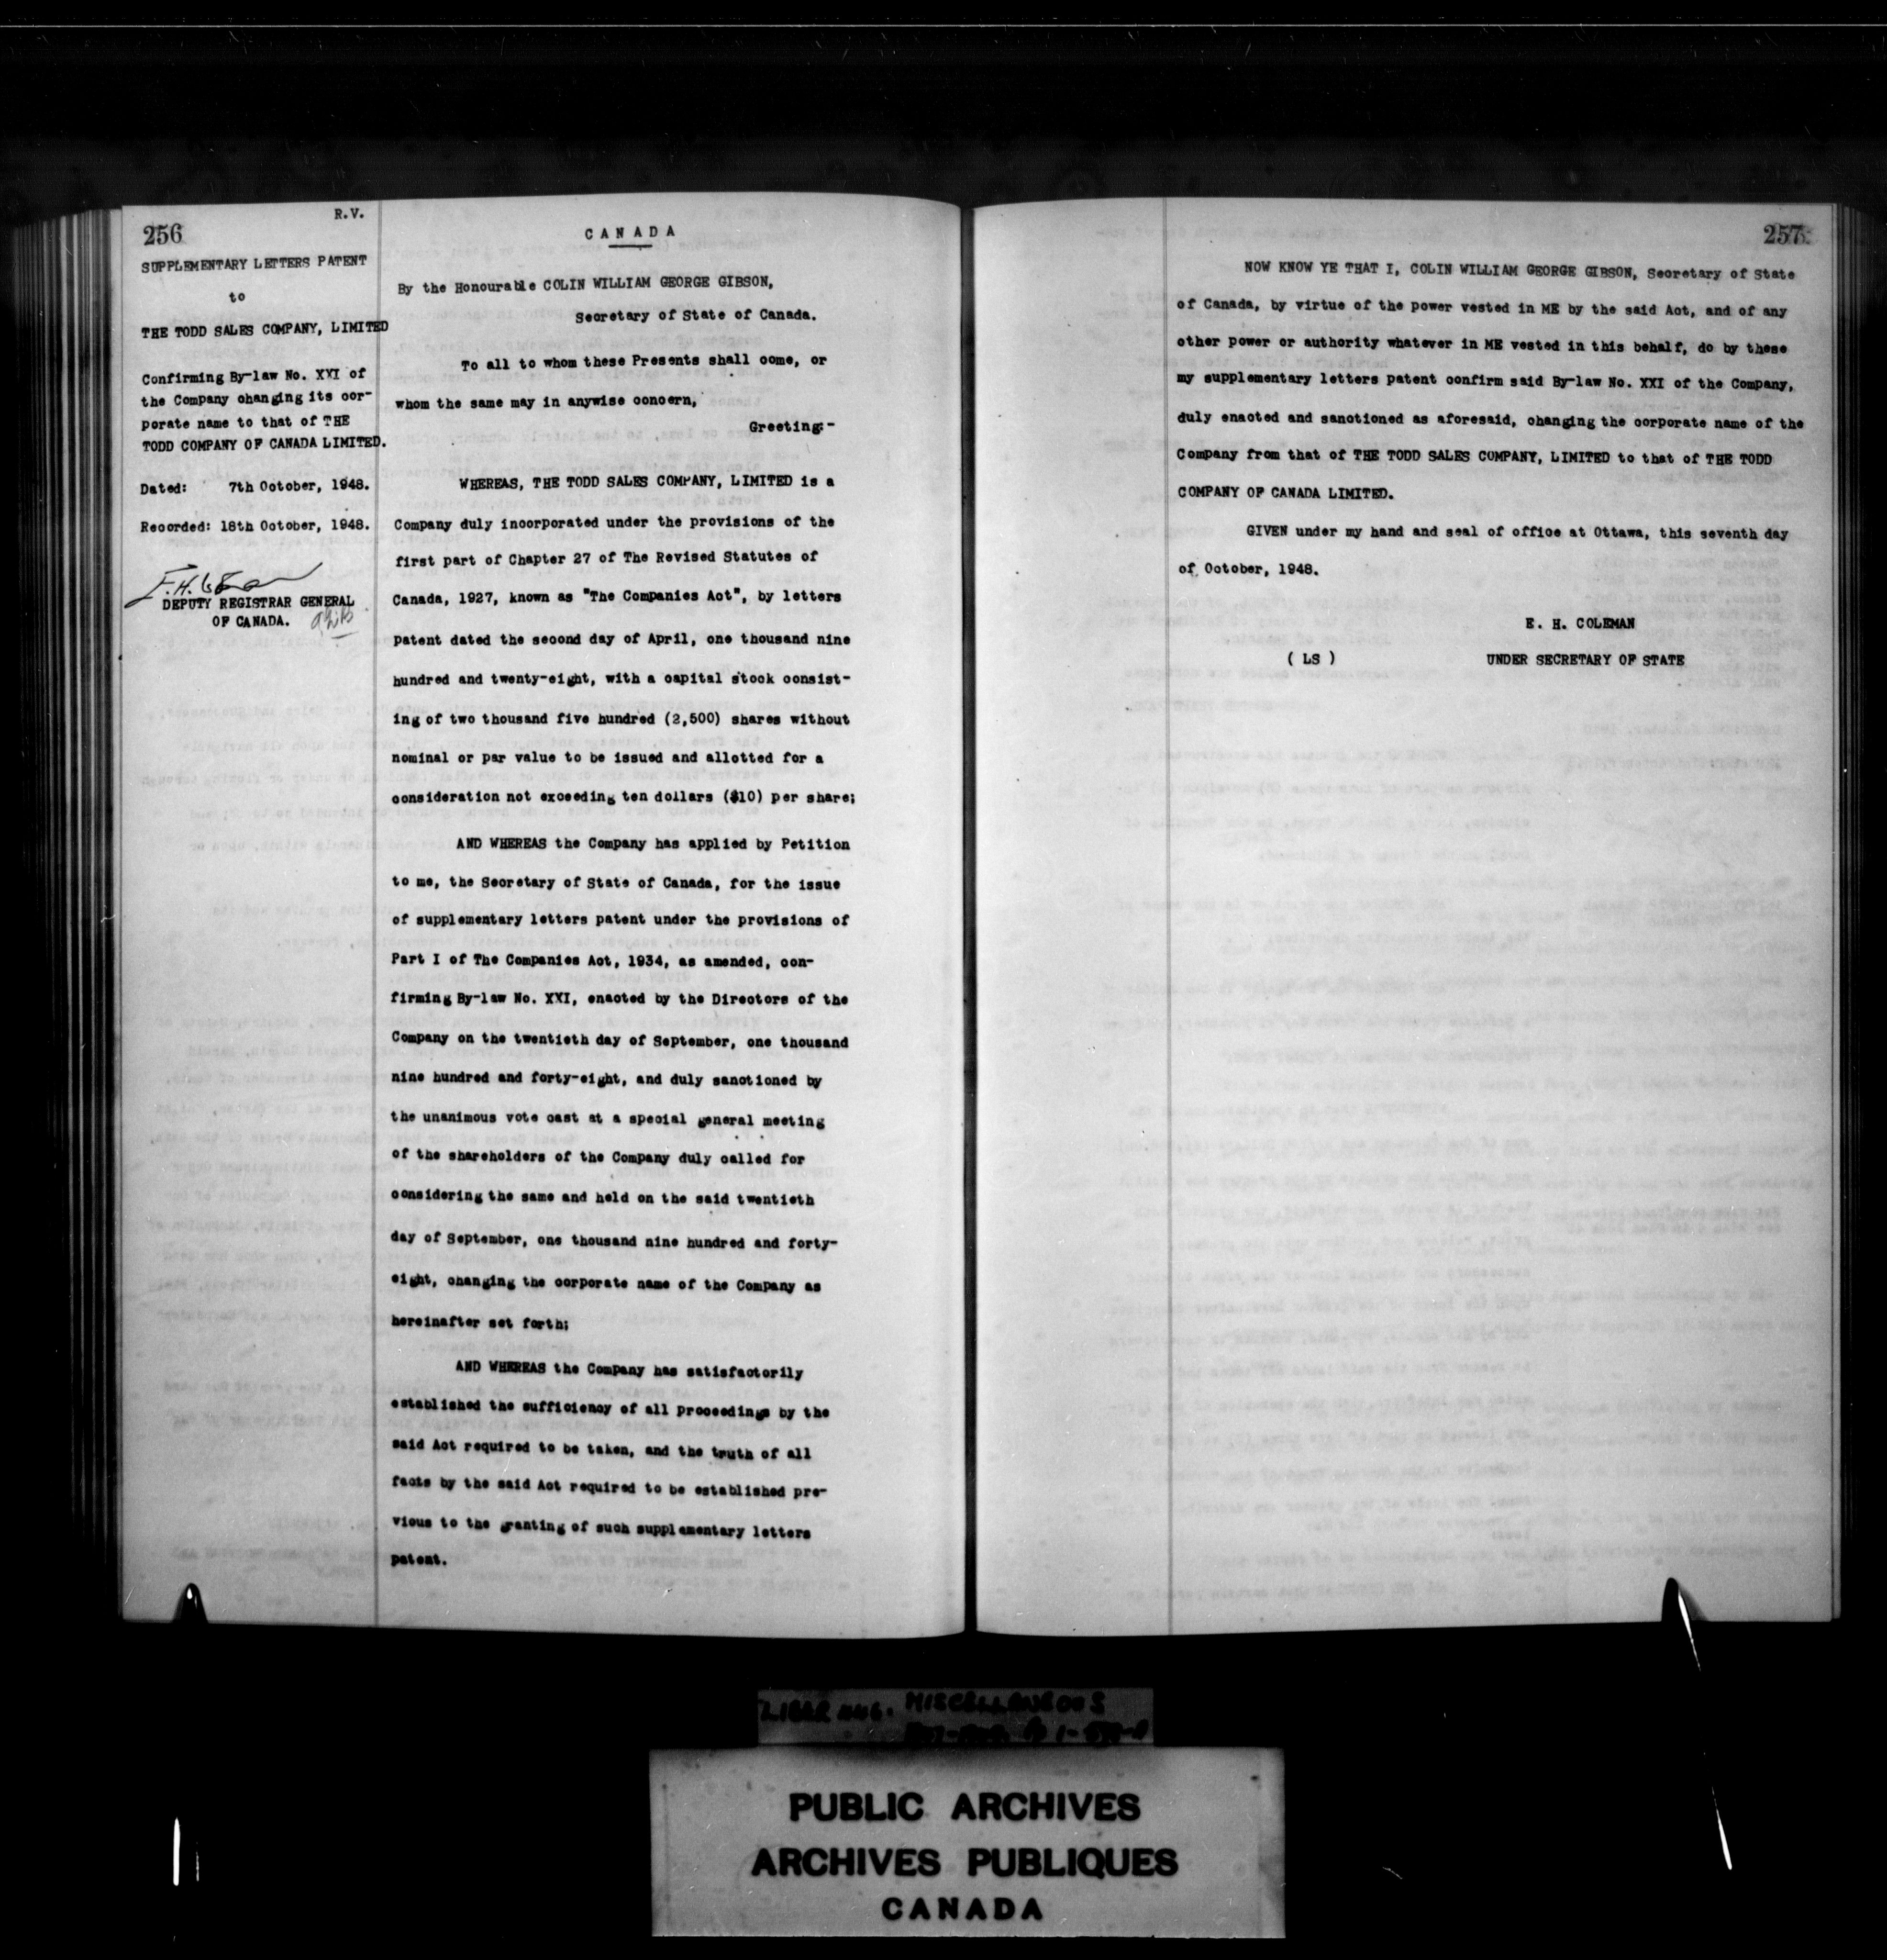 256
R.V.
SUPPLEMENTARY LETTERS PATENT
to
THE TODD SALES COMPANY, LIMITED
Confirming By-law No. XXI of
the Company changing its cor-
porate name to that of THE
TODD COMPANY OF CANADA LIMITED.
Dated: 7th October, 1948.
Recorded: 18th October, 1948.
DEPUTY REGISTRAR GENERAL
OF CANADA.
CANADA
By the Honourable COLIN WILLIAM GEORGE GIBSON,
Secretary of State of Canada.
To all to whom these Presents shall come, or
whom the same may in anywise concern,
Greeting:-
WHEREAS, THE TODD SALES COMPANY, LIMITED is a
Company duly incorporated under the provisions of the
first part of Chapter 27 of The Revised Statutes of
Canada, 1927, known as "The Companies Act", by letters
patent dated the second day of April, one thousand nine
hundred and twenty-eight, with a capital stock consist-
ing of two thousand five hundred (2,500) shares without
nominal or par value to be issued and allotted for a
consideration not exceeding ten dollars ($10) per share;
AND WHEREAS the Company has applied by Petition
to me, the Secretary of State of Canada, for the issue
of supplementary letters patent under the provisions of
Part I of The Companies Act, 1934, as amended, con-
firming By-law No. XXI, enacted by the Directors of the
Company on the twentieth day of September, one thousand
nine hundred and forty-eight, and duly sanctioned by
the unanimous vote cast at a special general meeting
of the shareholders of the Company duly called for
considering the same and held on the said twentieth
day of September, one thousand nine hundred and forty-
eight, changing the corporate name of the Company as
hereinafter set forth;
AND WHEREAS the Company has satisfactorily
established the sufficiency of all proceedings by the
said Act required to be taken, and the truth of all
facts by the said Act required to be established pre-
vious to the granting of such supplementary letters
patent.
257
NOW KNOW YE THAT I, COLIN WILLIAM GEORGE GIBSON, Secretary of State
of Canada, by virtue of the power vested in ME by the said Act, and of any
other power or authority whatever in ME vested in this behalf, do by these
my supplementary letters patent confirm said By-law No. XXI of the Company,
duly enacted and sanctioned as aforesaid, changing the corporate name of the
Company from that of THE TODD SALES COMPANY, LIMITED to that of THE TODD
COMPANY OF CANADA LIMITED.
GIVEN under my hand and seal of office at Ottawa, this seventh day
of October, 1948.
E. H. COLEMAN
( LS ) UNDER SECRETARY OF STATE
LIBER 446. MISCELLANEOUS
PUBLIC ARCHIVES
ARCHIVES PUBLIQUES
CANADA